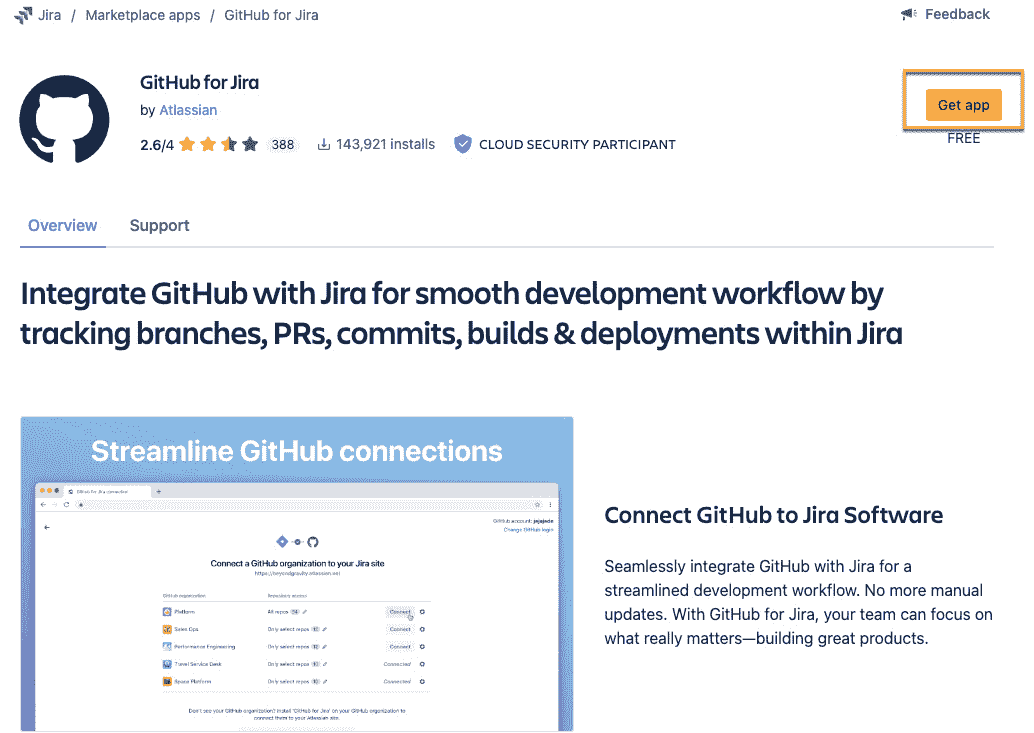 Jira / Marketplace apps / GitHub for Jira
Feedback
GitHub for Jira
by Atlassian
2.6/4 388 143,921 installs CLOUD SECURITY PARTICIPANT
Get app
FREE
Overview Support
Integrate GitHub with Jira for smooth development workflow by
tracking branches, PRs, commits, builds & deployments within Jira
Streamline GitHub connections
GitHub for Jira connection
GitHub account: jejejede
Change GitHub login
Connect a GitHub organization to your Jira site
https://beyondgravity.atlassian.net
GitHub organization Repository access
Platform All repos Connect
Sales Ops Only select repos Connect
Performance Engineering Only select repos Connect
Travel Service Desk Only select repos Connected
Space Platform Only select repos Connected
Don't see your GitHub organization? Install "GitHub for Jira" on your GitHub organization to
connect them to your Atlassian site.
Connect GitHub to Jira Software
Seamlessly integrate GitHub with Jira for a
streamlined development workflow. No more manual
updates. With GitHub for Jira, your team can focus on
what really matters—building great products.